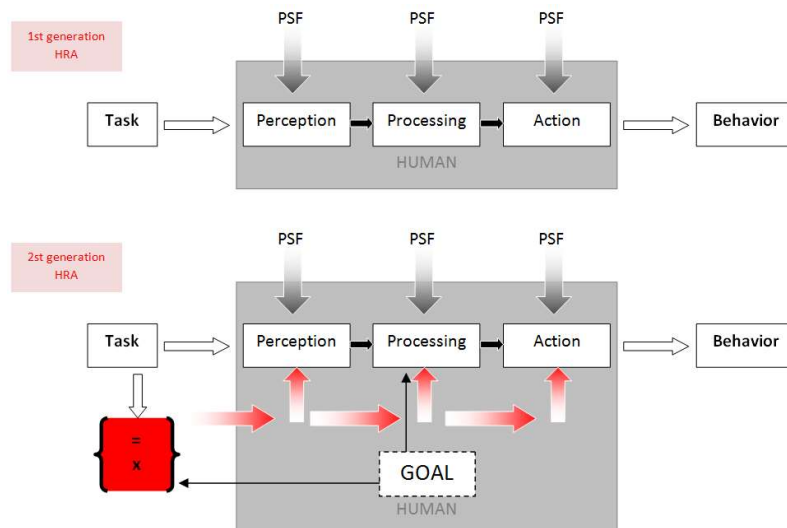 1st generation
HRA
PSF PSF PSF
Task Perception Processing Action Behavior
HUMAN
2st generation
HRA
PSF PSF PSF
Task Perception Processing Action Behavior
{ = }
x
GOAL
HUMAN